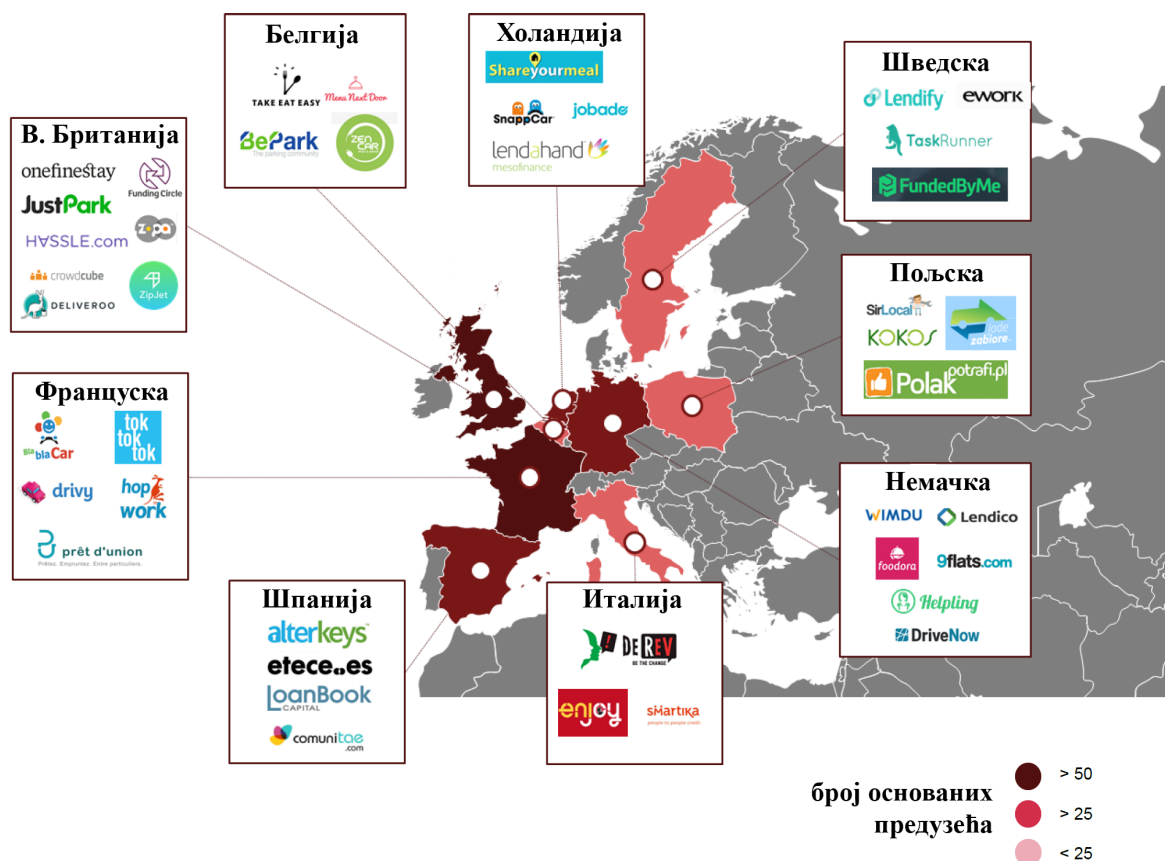 Белгија
TAKE EAT EASY
Menu Next Door
BePark
The parking community
ZEN CAR
Холандија
Shareyourmeal
SnappCar
jobado
lendahand
mesofinance
Шведска
Lendify
ework
TaskRunner
FundedByMe
В. Британија
onefinestay
Funding Circle
JustPark
HASSLE.com
Zopa
crowdcube
DELIVEROO
ZipJet
Пољска
SirLocal
KOKOS
jade
zabiore
Polak
potrafi.pl
Француска
BlablaCar
tok
tok
tok
drivy
hop
work
prêt d'union
Prêtez. Empruntez. Entre particuliers.
Немачка
WIMDU
Lendico
foodora
9flats.com
Helpling
DriveNow
Шпанија
alterkeys
etece.es
LoanBook
CAPITAL
comunitae
.com
Италија
DEREV
BE THE CHANGE
enjoy
smartika
people to people credit
број основаних
предузећа
> 50
> 25
< 25